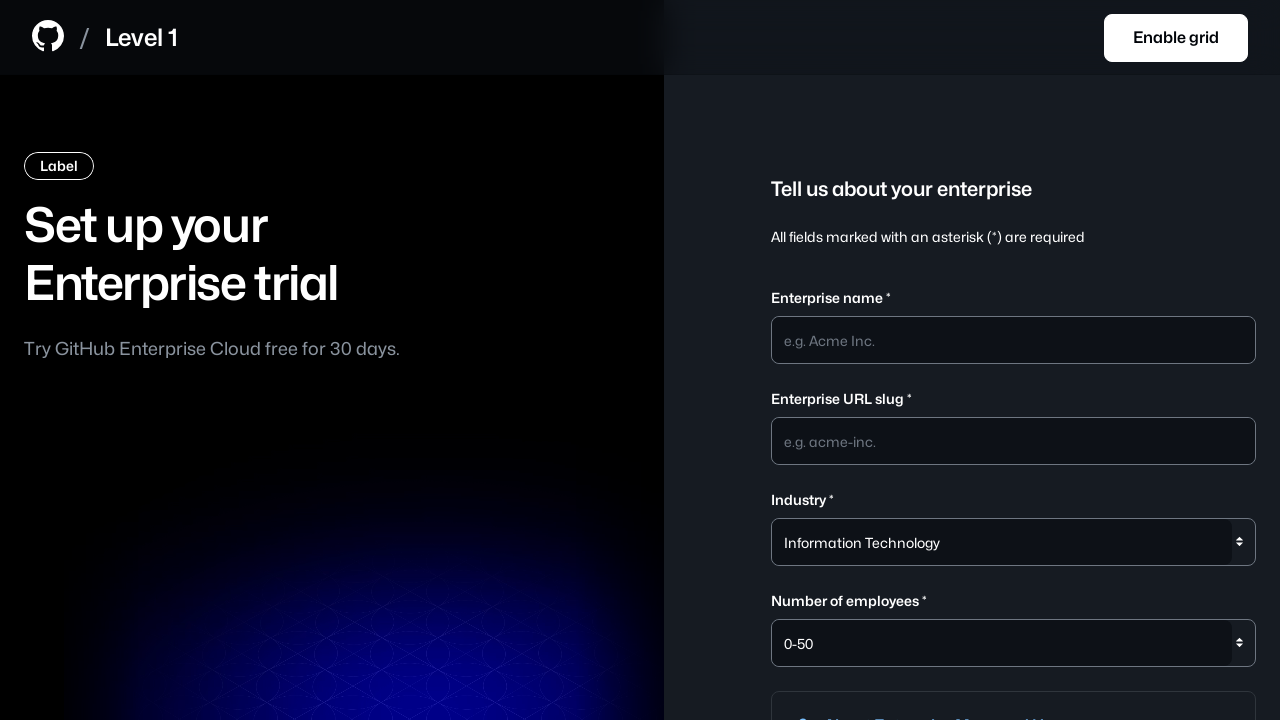 / Level 1
Enable grid
Label
Set up your
Enterprise trial
Try GitHub Enterprise Cloud free for 30 days.
Tell us about your enterprise
All fields marked with an asterisk (*) are required
Enterprise name *
e.g. Acme Inc.
Enterprise URL slug *
e.g. acme-inc.
Industry *
Information Technology
Number of employees *
0-50